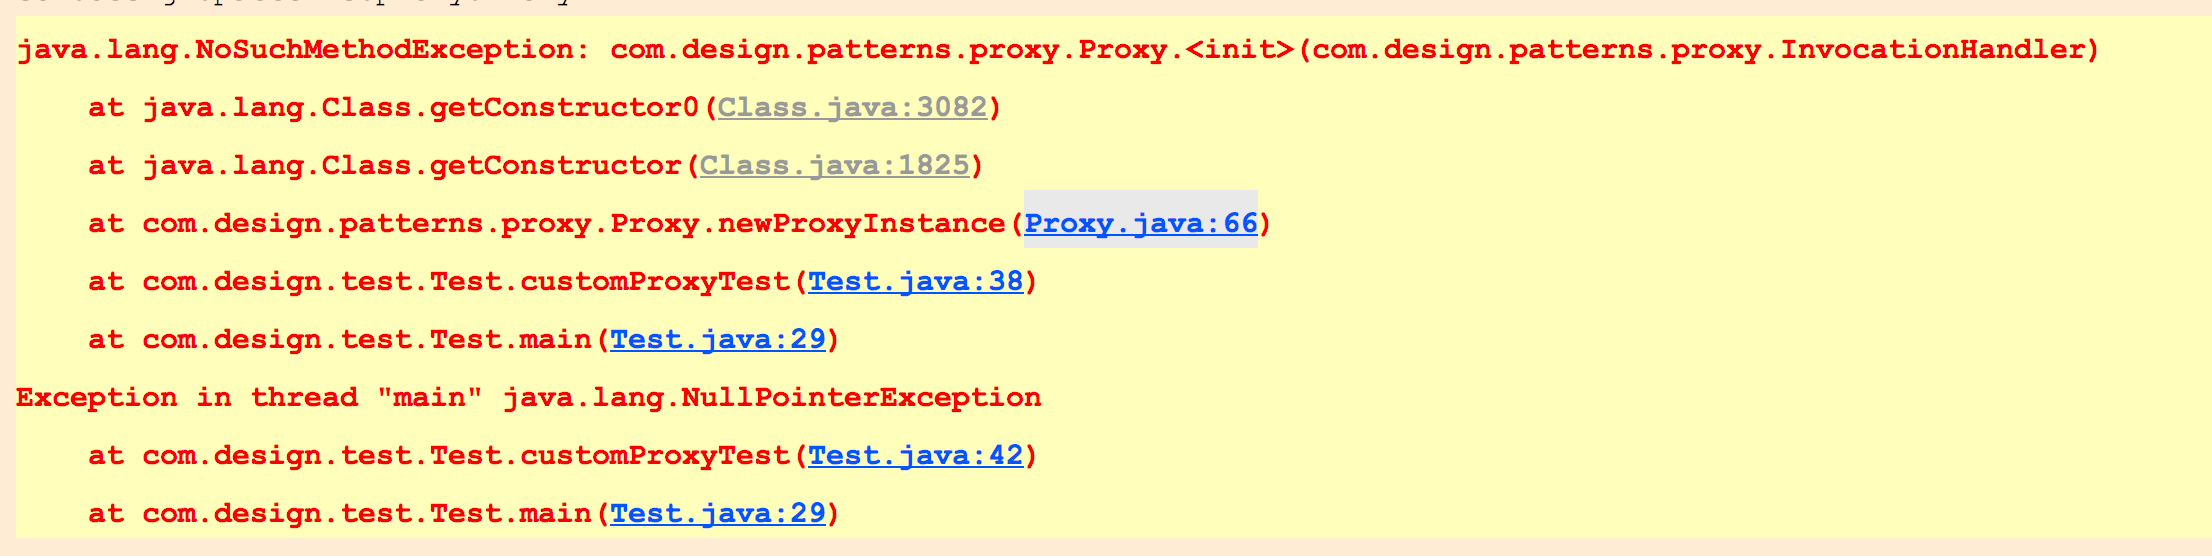 java.lang.NoSuchMethodException: com.design.patterns.proxy.Proxy.<init>(com.design.patterns.proxy.InvocationHandler)
at java.lang.Class.getConstructor0(Class.java:3082)
at java.lang.Class.getConstructor(Class.java:1825)
at com.design.patterns.proxy.Proxy.newProxyInstance(Proxy.java:66)
at com.design.test.Test.customProxyTest(Test.java:38)
at com.design.test.Test.main(Test.java:29)
Exception in thread "main" java.lang.NullPointerException
at com.design.test.Test.customProxyTest(Test.java:42)
at com.design.test.Test.main(Test.java:29)